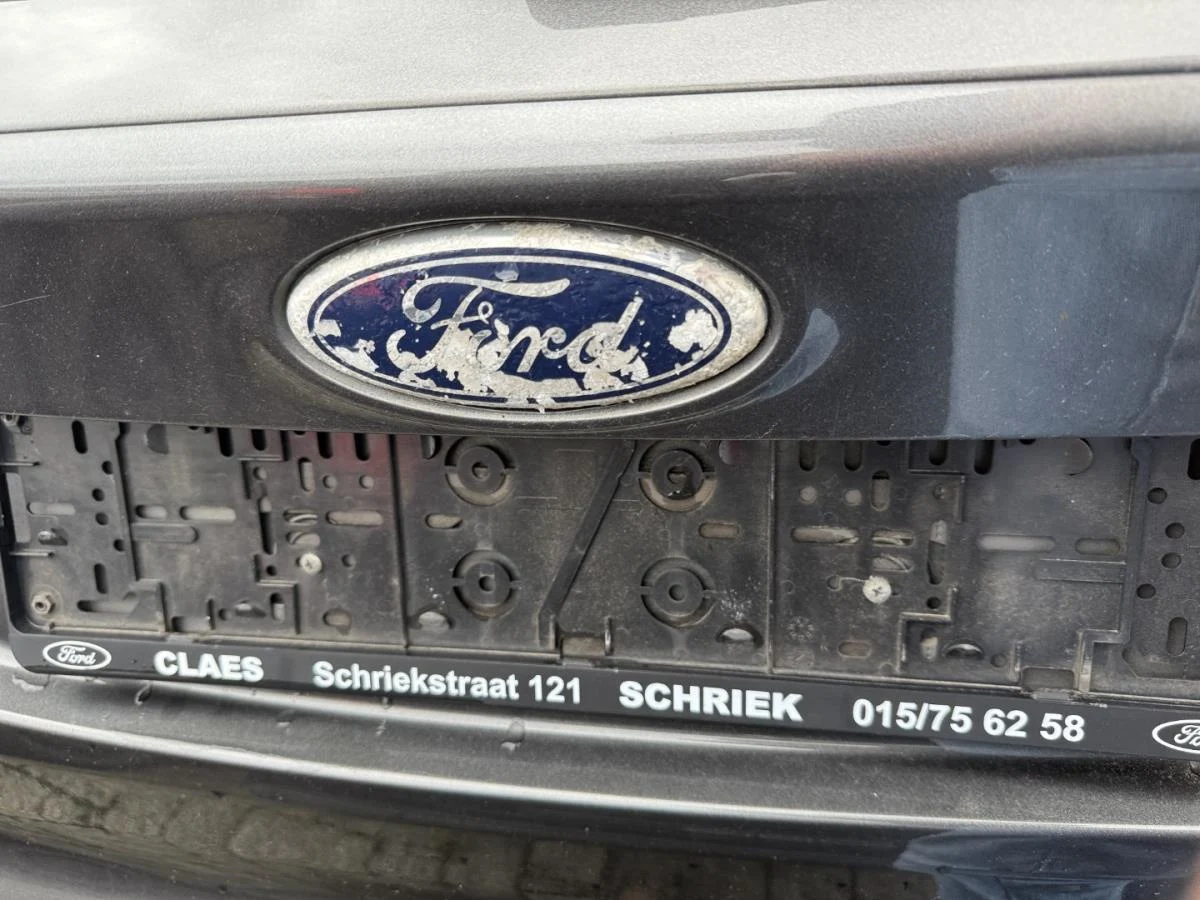 Ford
Ford CLAES Schriekstraat 121 SCHRIEK 015/75 62 58